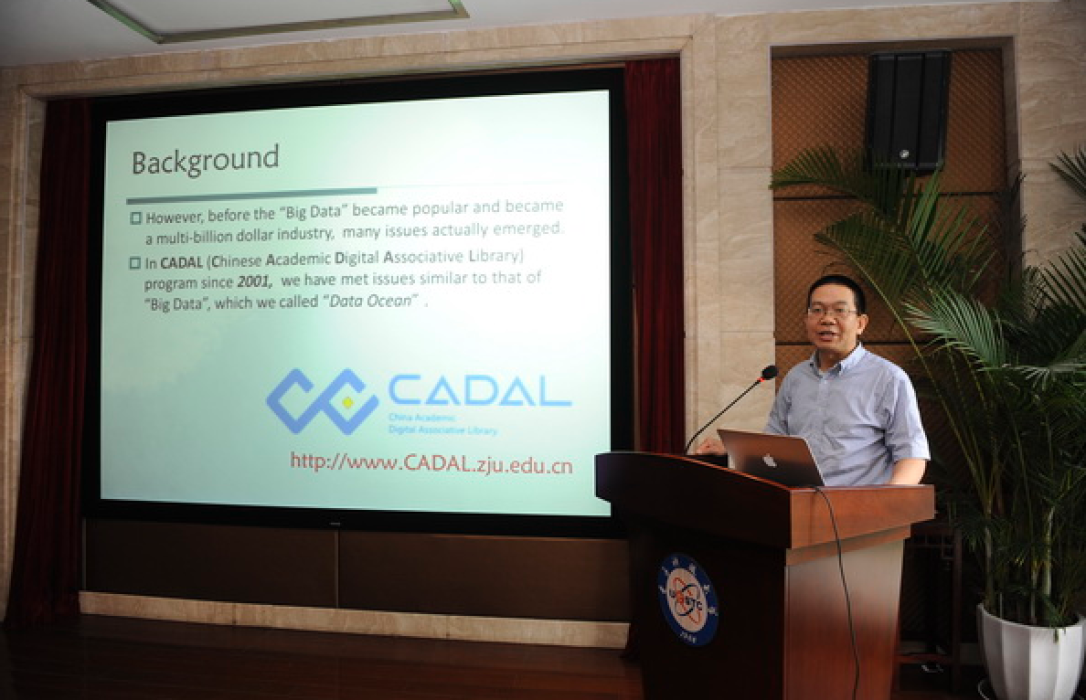 Background
However, before the “Big Data” became popular and became
a multi-billion dollar industry, many issues actually emerged.
In CADAL (Chinese Academic Digital Associative Library)
program since 2001, we have met issues similar to that of
“Big Data”, which we called “Data Ocean” .
CADAL
China Academic
Digital Associative Library
http://www.CADAL.zju.edu.cn
USTC